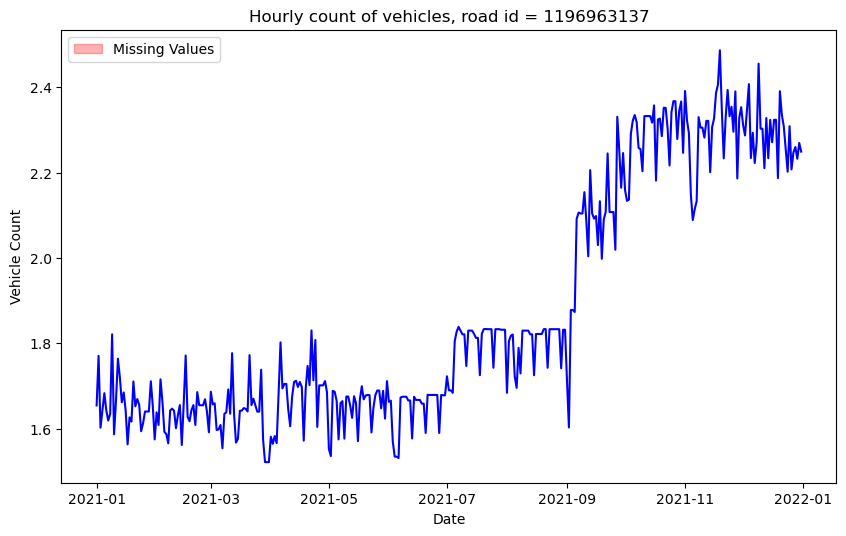 Hourly count of vehicles, road id = 1196963137
Missing Values
Vehicle Count
2.4
2.2
2.0
1.8
1.6
2021-01 2021-03 2021-05 2021-07 2021-09 2021-11 2022-01
Date